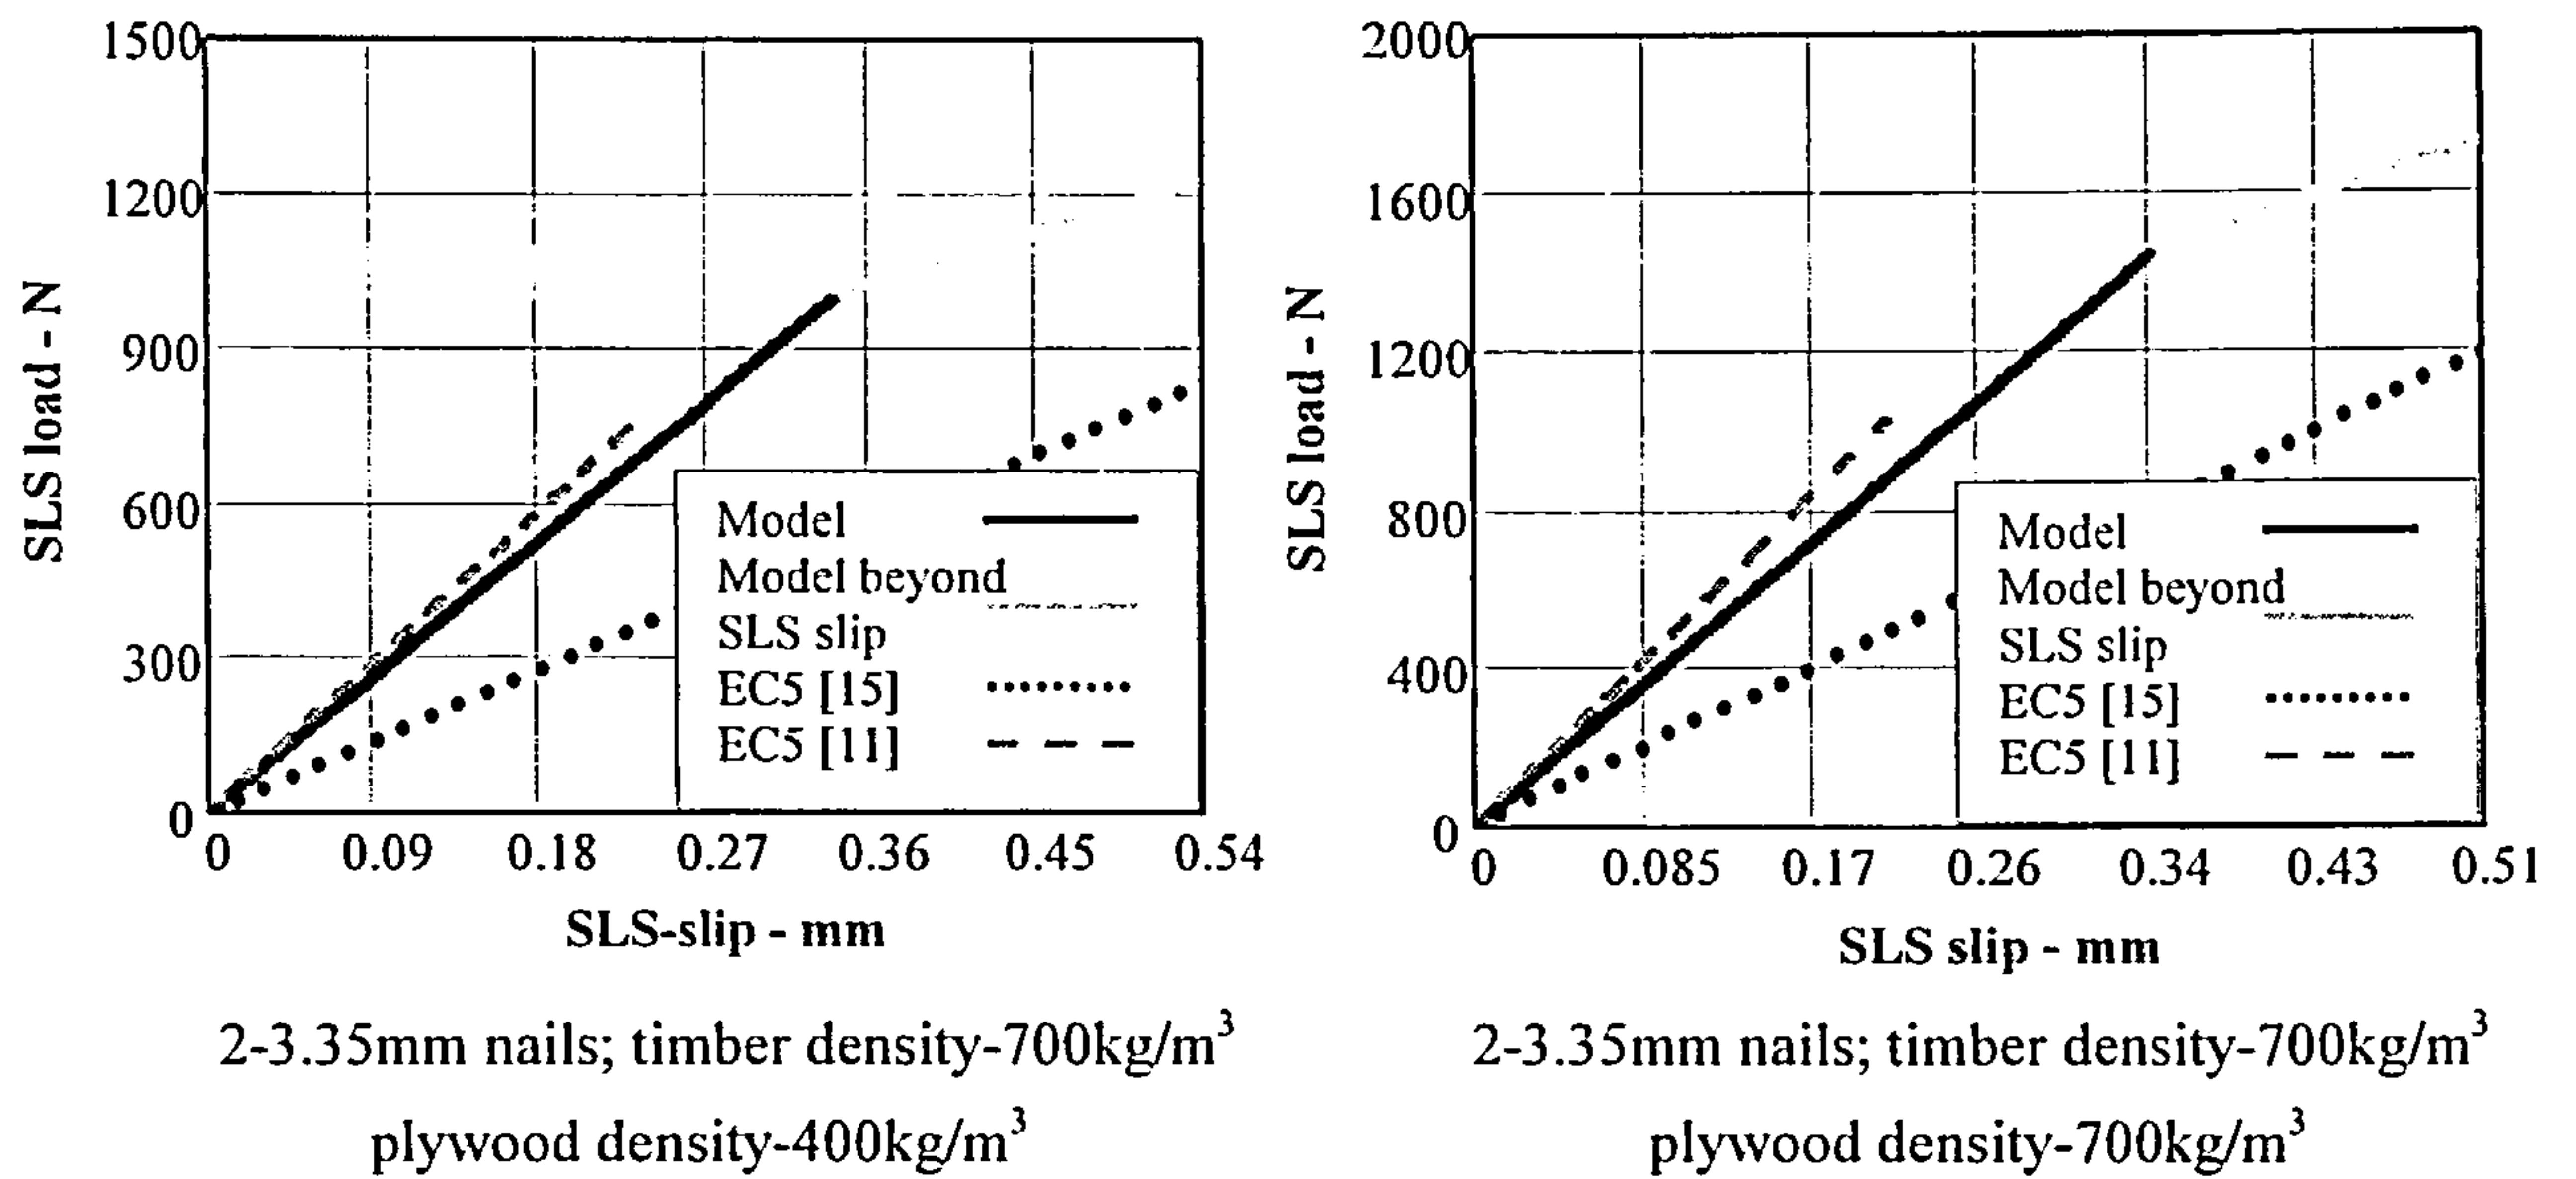 1500
1200
900
600
300
0
SLS load - N
Model
Model beyond
SLS slip
EC5 [15]
EC5 [11]
0 0.09 0.18 0.27 0.36 0.45 0.54
SLS-slip - mm
2-3.35mm nails; timber density-700kg/m³
plywood density-400kg/m³
2000
1600
1200
800
400
0
SLS load - N
Model
Model beyond
SLS slip
EC5 [15]
EC5 [11]
0 0.085 0.17 0.26 0.34 0.43 0.51
SLS slip - mm
2-3.35mm nails; timber density-700kg/m³
plywood density-700kg/m³